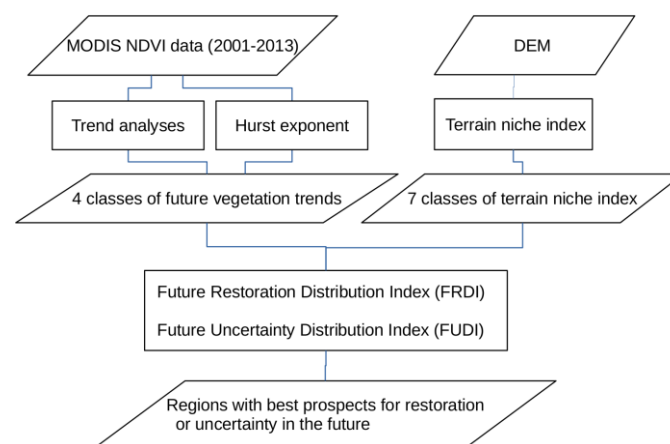 MODIS NDVI data (2001-2013)
DEM
Trend analyses
Hurst exponent
Terrain niche index
4 classes of future vegetation trends
7 classes of terrain niche index
Future Restoration Distribution Index (FRDI)
Future Uncertainty Distribution Index (FUDI)
Regions with best prospects for restoration
or uncertainty in the future